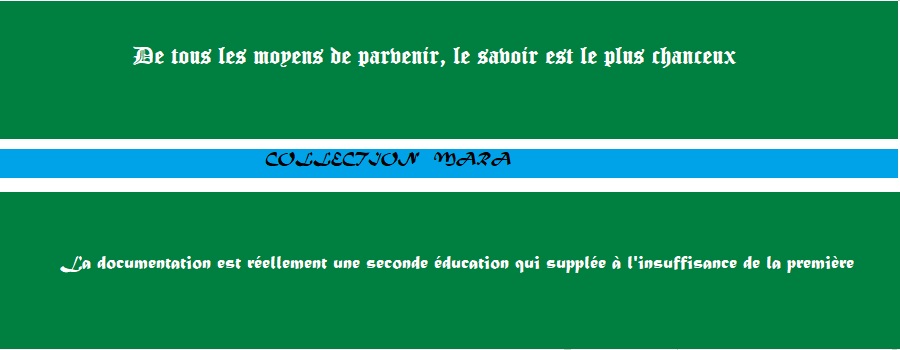 De tous les moyens de parvenir, le savoir est le plus chanceux
COLLECTION MARA
La documentation est réellement une seconde éducation qui supplée à l'insuffisance de la première